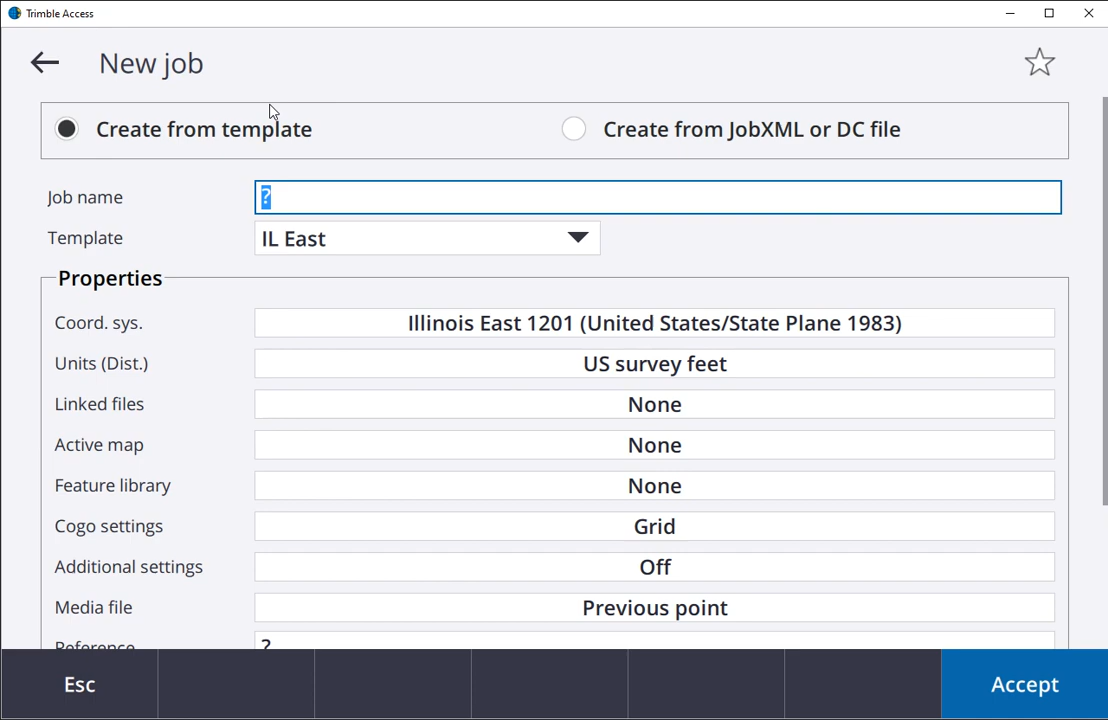 Trimble Access
New job
Create from template
Create from JobXML or DC file
Job name ?
Template IL East
Properties
Coord. sys. Illinois East 1201 (United States/State Plane 1983)
Units (Dist.) US survey feet
Linked files None
Active map None
Feature library None
Cogo settings Grid
Additional settings Off
Media file Previous point
Reference ?
Esc Accept